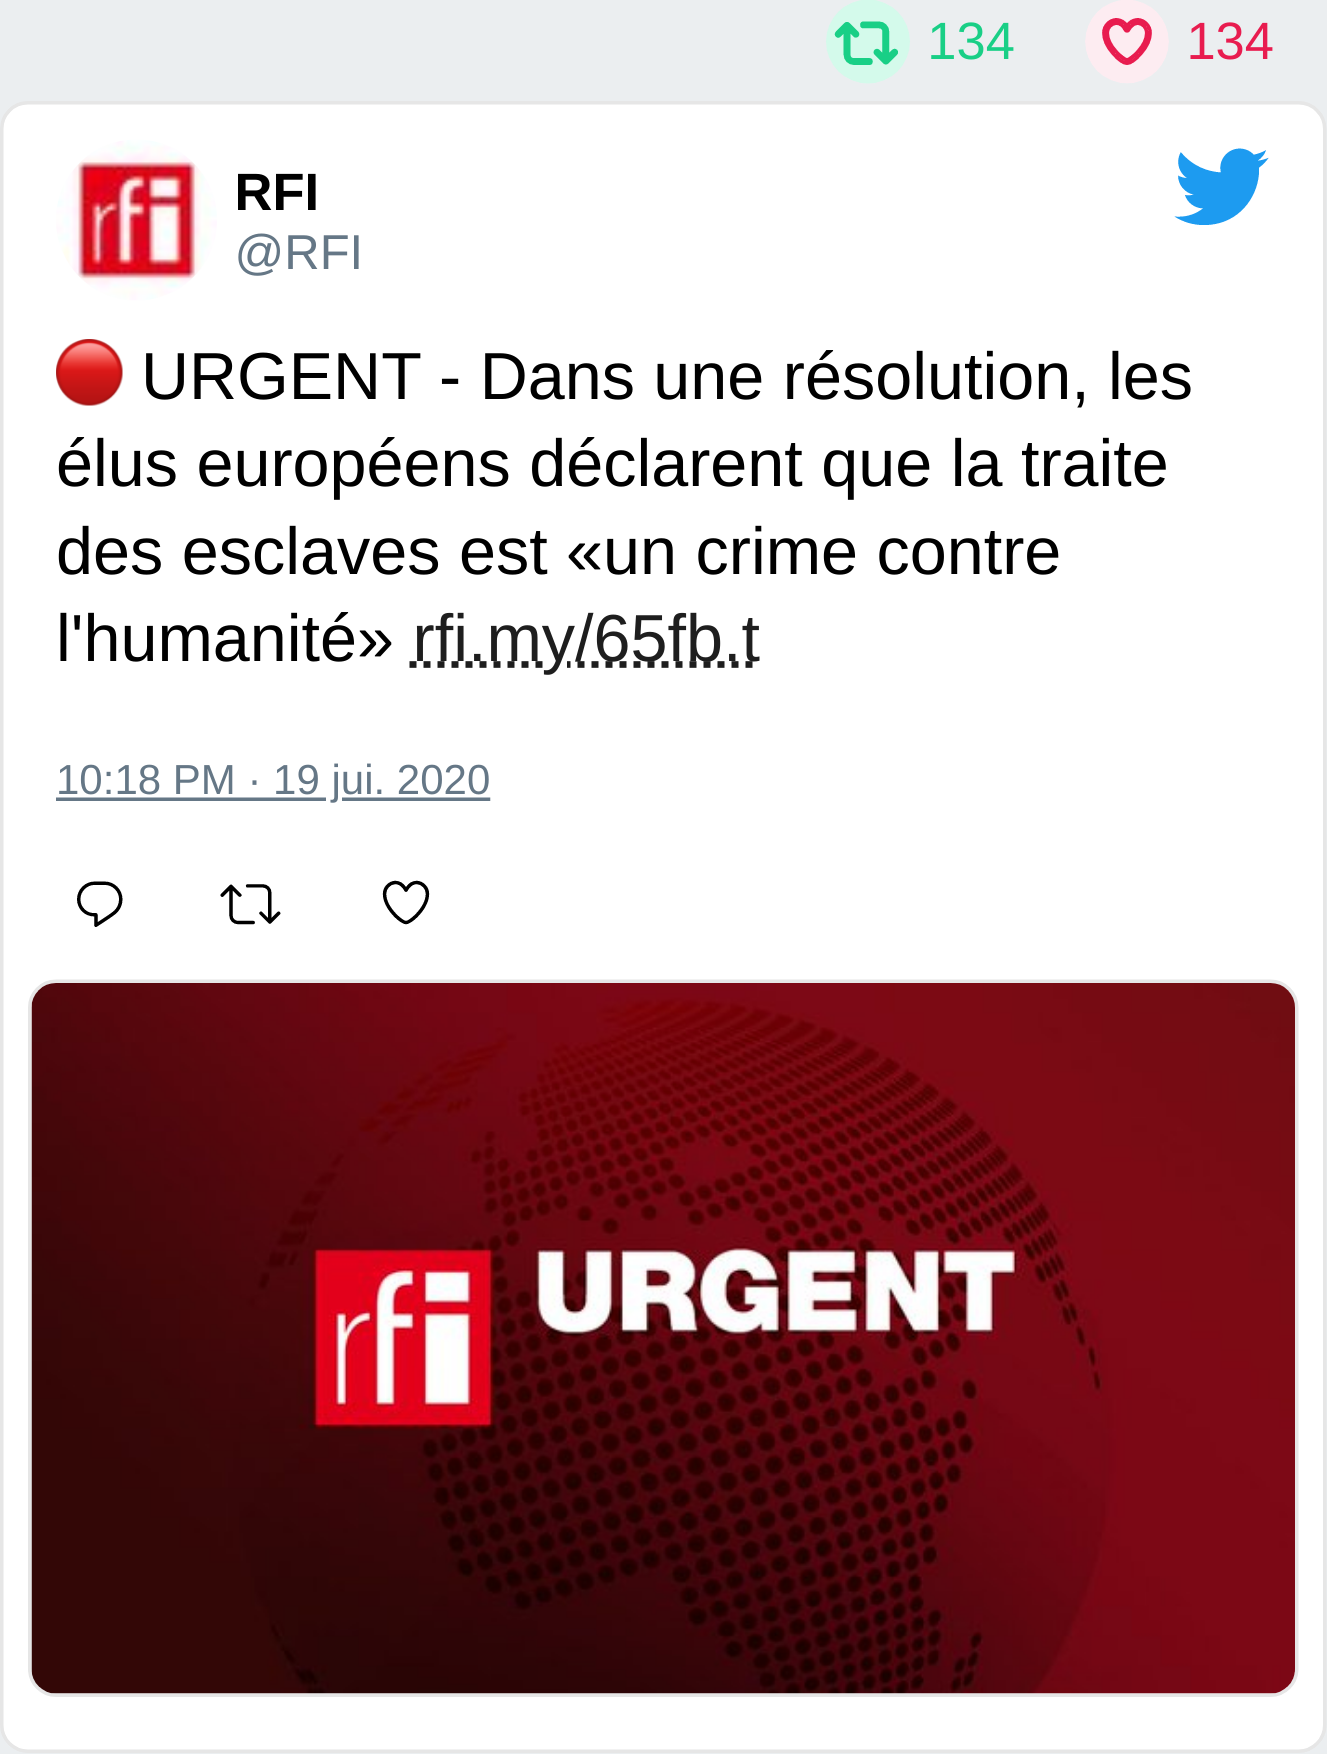 134 134
rfi
RFI
@RFI
🔴 URGENT - Dans une résolution, les
élus européens déclarent que la traite
des esclaves est «un crime contre
l'humanité» rfi.my/65fb.t
10:18 PM · 19 jui. 2020
rfi URGENT